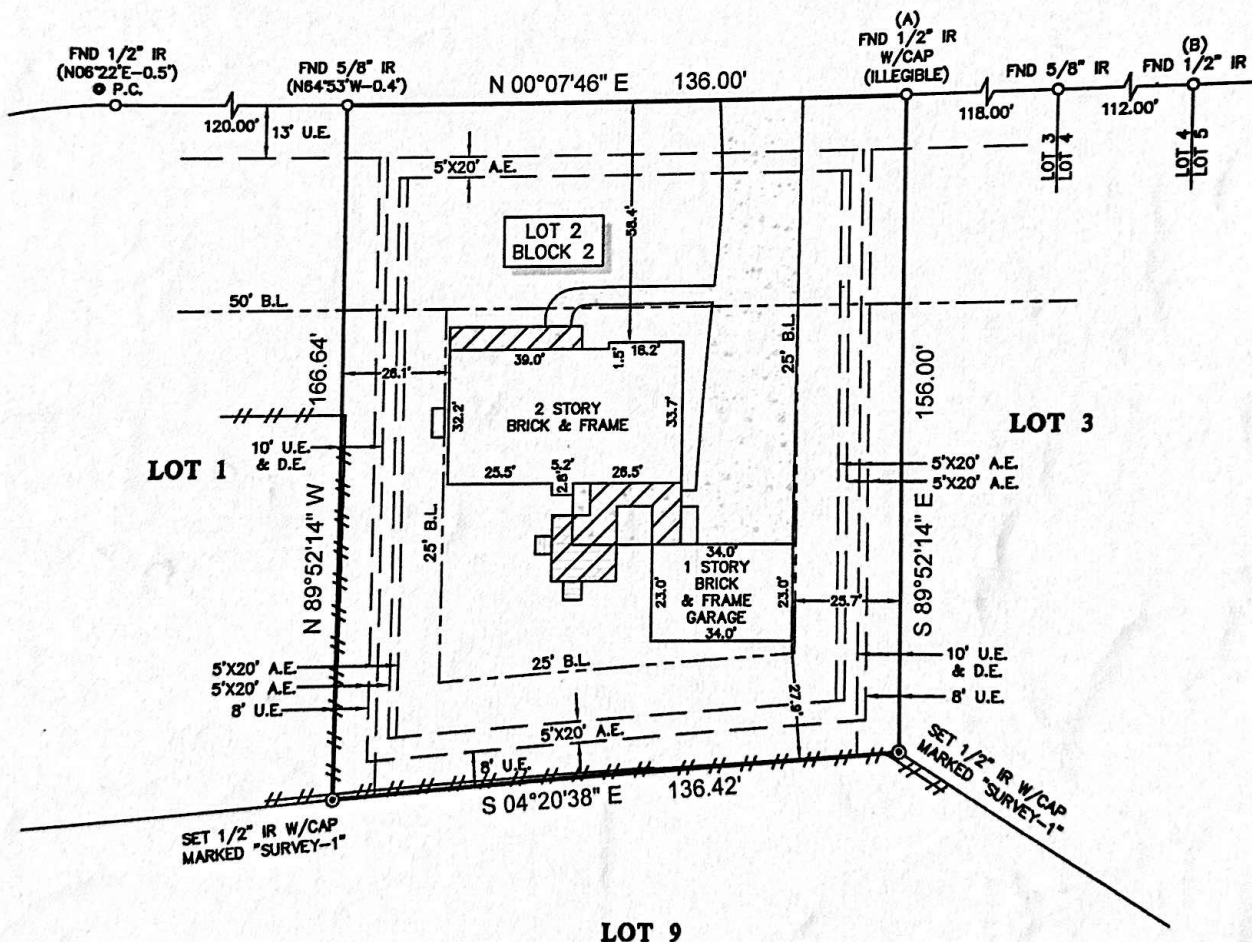 FND 1/2" IR
(N06°22'E-0.5')
P.C.
FND 5/8" IR
(N64°53'W-0.4')
N 00°07'46" E 136.00'
(A)
FND 1/2" IR
W/CAP
(ILLEGIBLE)
FND 5/8" IR
(B)
FND 1/2" IR
120.00'
13' U.E.
118.00'
112.00'
LOT 3
LOT 4
LOT 4
LOT 5
5'X20' A.E.
LOT 2
BLOCK 2
58.4'
50' B.L.
166.64'
26.1'
39.0'
1.5'
16.2'
25' B.L.
156.00'
32.2'
2 STORY
BRICK & FRAME
33.7'
LOT 3
10' U.E.
& D.E.
LOT 1
25.5'
5.2'
2.6'
26.5'
5'X20' A.E.
5'X20' A.E.
N 89°52'14" W
25' B.L.
34.0'
1 STORY
BRICK
& FRAME
GARAGE
23.0'
23.0'
34.0'
25.7'
S 89°52'14" E
25' B.L.
10' U.E.
& D.E.
5'X20' A.E.
5'X20' A.E.
8' U.E.
8' U.E.
27.9'
5'X20' A.E.
8' U.E.
S 04°20'38" E 136.42'
SET 1/2" IR W/CAP
MARKED "SURVEY-1"
SET 1/2" IR W/CAP
MARKED "SURVEY-1"
LOT 9